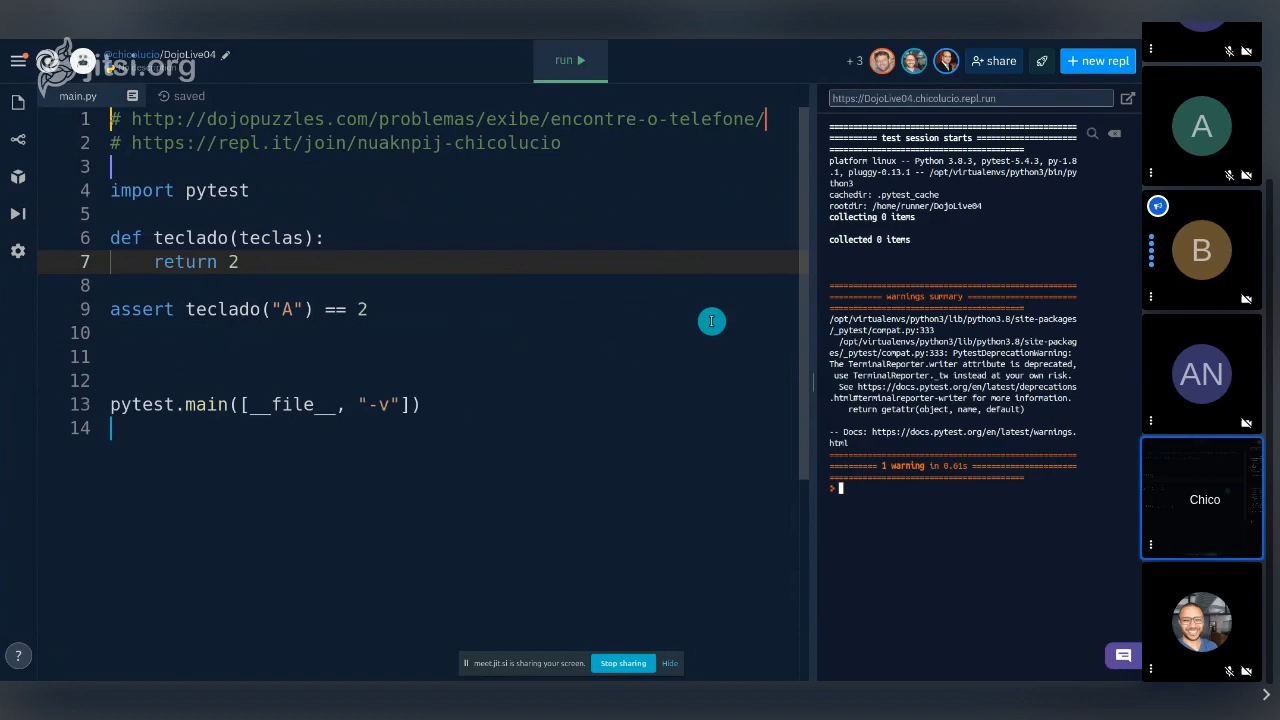 @chicolucio/DojoLive04
jitsi.org
run
+ 3
share
+ new repl
main.py
saved
https://DojoLive04.chicolucio.repl.run
1 # http://dojopuzzles.com/problemas/exibe/encontre-o-telefone/
2 # https://repl.it/join/nuaknpij-chicolucio
3
4 import pytest
5
6 def teclado(teclas):
7 return 2
8
9 assert teclado("A") == 2
10
11
12
13 pytest.main([__file__, "-v"])
14
=====================================================
========== test session starts =======================
=========================================
platform linux -- Python 3.8.3, pytest-5.4.3, py-1.8
.1, pluggy-0.13.1 -- /opt/virtualenvs/python3/bin/py
thon3
cachedir: .pytest_cache
rootdir: /home/runner/DojoLive04
collecting 0 items
collected 0 items
=====================================================
=========== warnings summary =======================
=========================================
/opt/virtualenvs/python3/lib/python3.8/site-packages
/_pytest/compat.py:333
/opt/virtualenvs/python3/lib/python3.8/site-packag
es/_pytest/compat.py:333: PytestDeprecationWarning:
The TerminalReporter.writer attribute is deprecated,
use TerminalReporter._tw instead at your own risk.
See https://docs.pytest.org/en/latest/deprecations
.html#terminalreporter-writer for more information.
return getattr(object, name, default)
-- Docs: https://docs.pytest.org/en/latest/warnings.
html
=====================================================
========== 1 warning in 0.61s ======================
=========================================
>
A
B
AN
Chico
meet.jit.si is sharing your screen.
Stop sharing
Hide
?